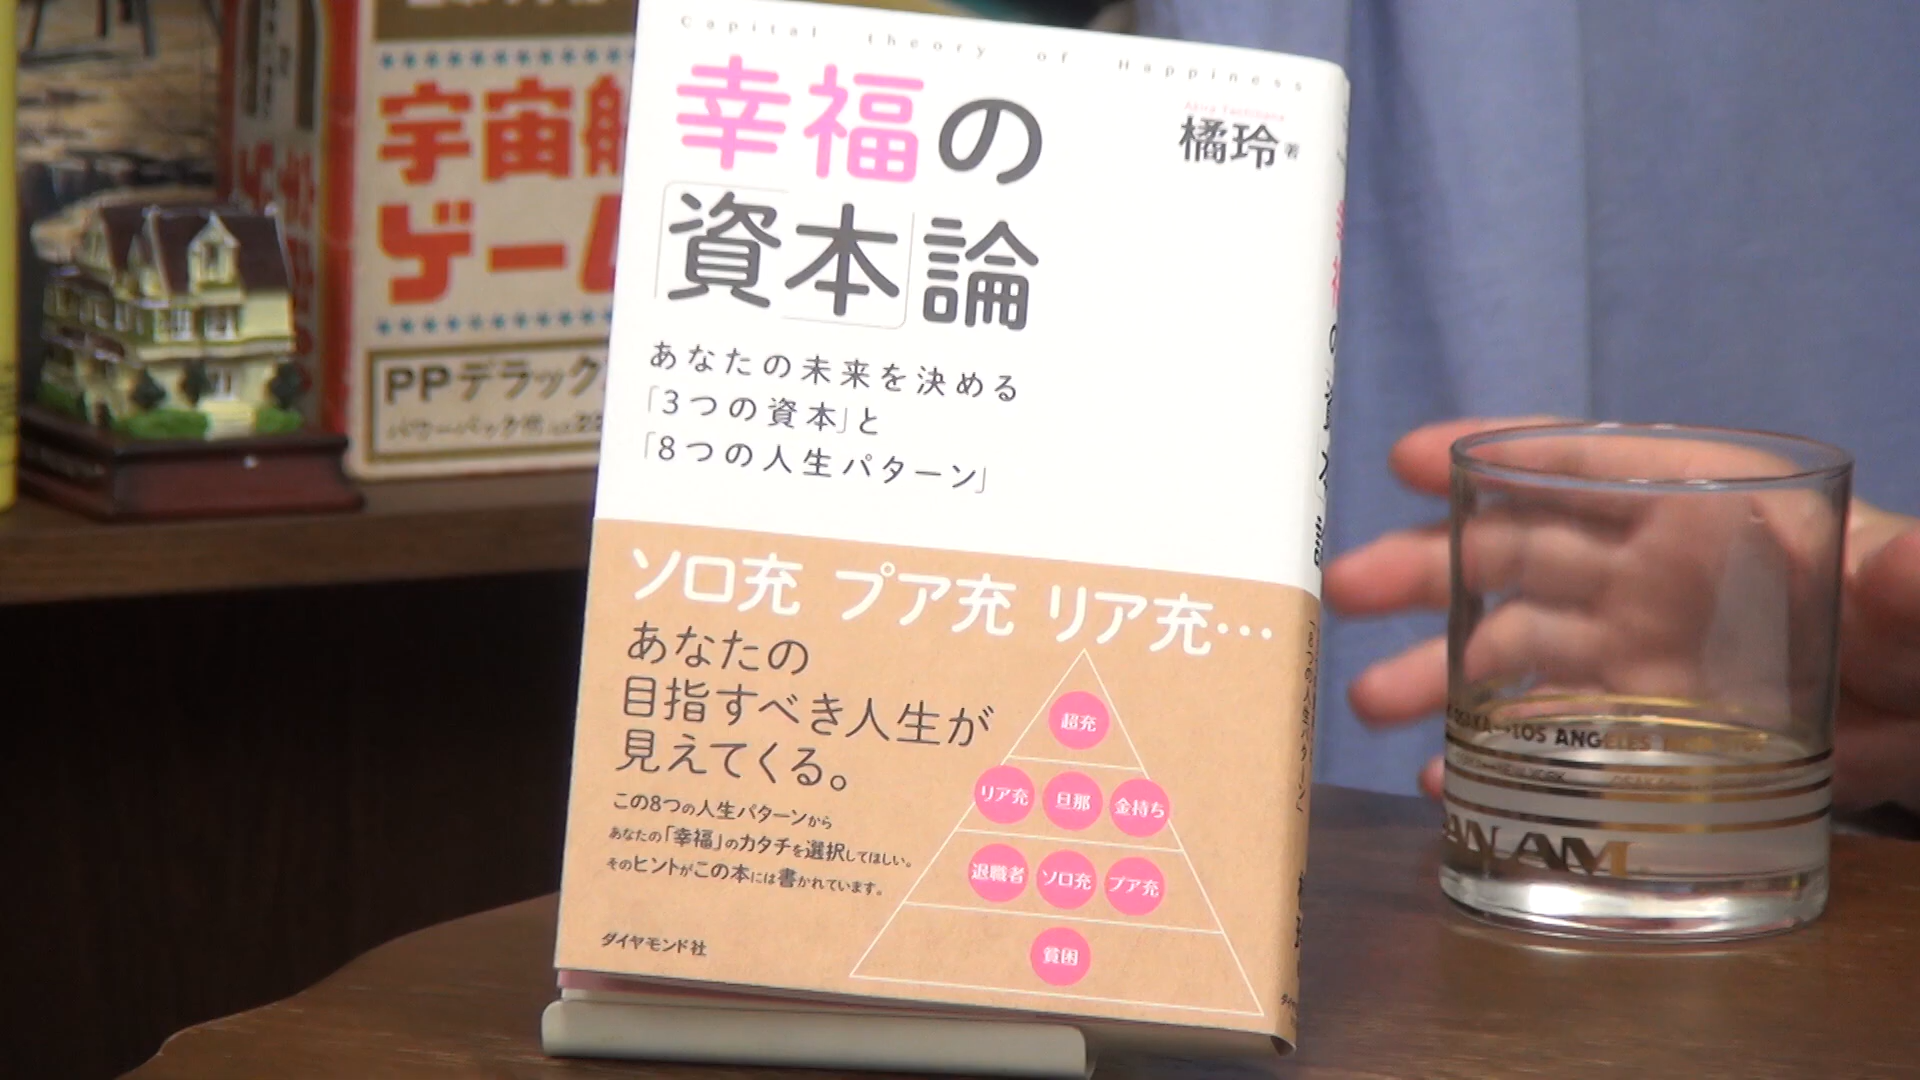 Capital theory of Happiness
幸福の
「資本」論
Akira Tachibana
橘玲 著
あなたの未来を決める
「3つの資本」と
「8つの人生パターン」
ソロ充 プア充 リア充…
あなたの
目指すべき人生が
見えてくる。
この8つの人生パターンから
あなたの「幸福」のカタチを選択してほしい。
そのヒントがこの本には書かれています。
ダイヤモンド社
超充
リア充 旦那 金持ち
退職者 ソロ充 プア充
貧困
宇宙船
ゲーム
PPデラックス
LOS ANGELES
PAN AM